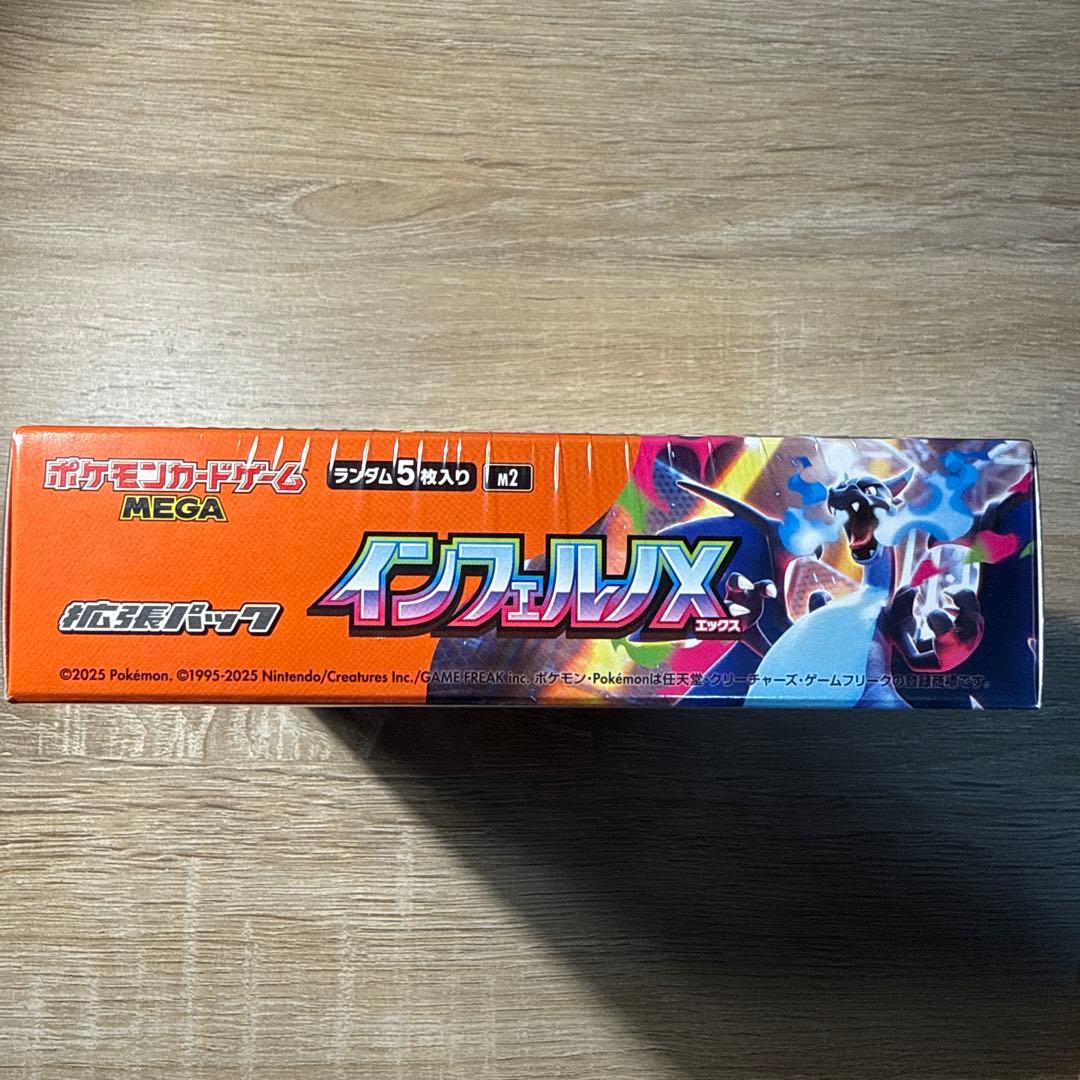 ポケモンカードゲーム
MEGA
ランダム5枚入り M2
インフェルノX
エックス
拡張パック
©2025 Pokémon. ©1995-2025 Nintendo/Creatures Inc./GAME FREAK inc. ポケモン・Pokémonは任天堂・クリーチャーズ・ゲームフリークの登録商標です。